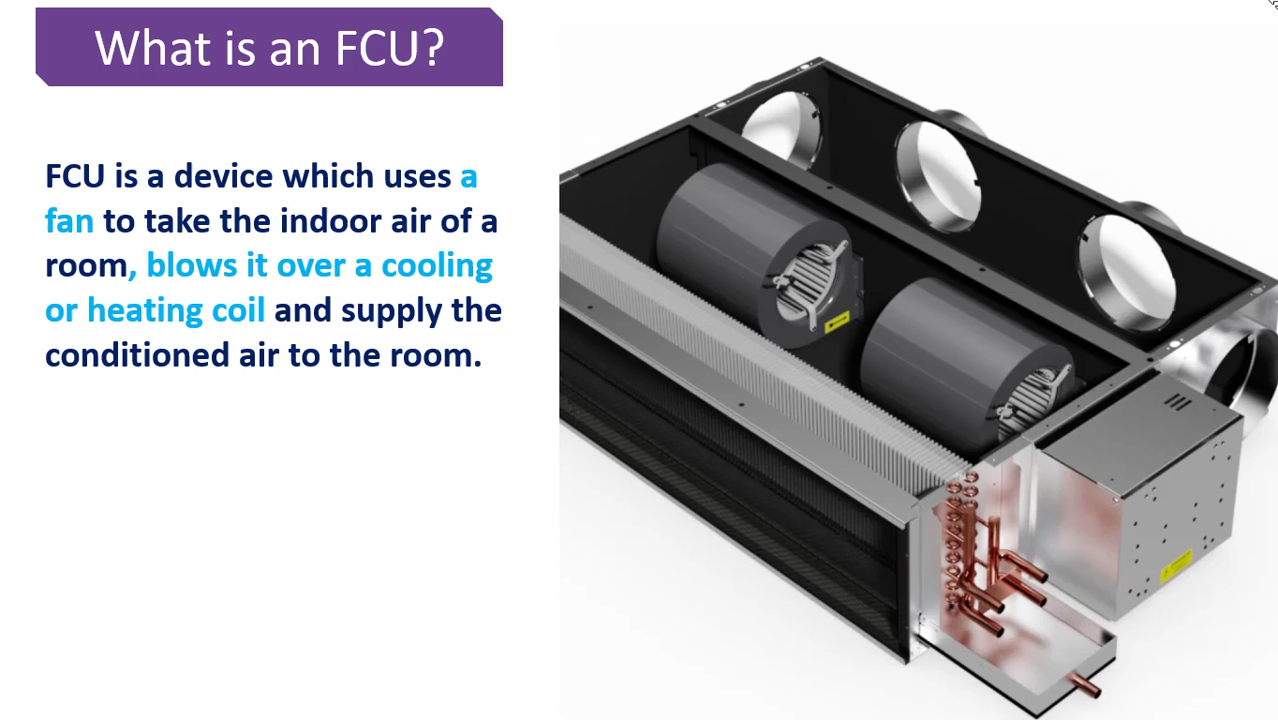 What is an FCU?
FCU is a device which uses a
fan to take the indoor air of a
room, blows it over a cooling
or heating coil and supply the
conditioned air to the room.